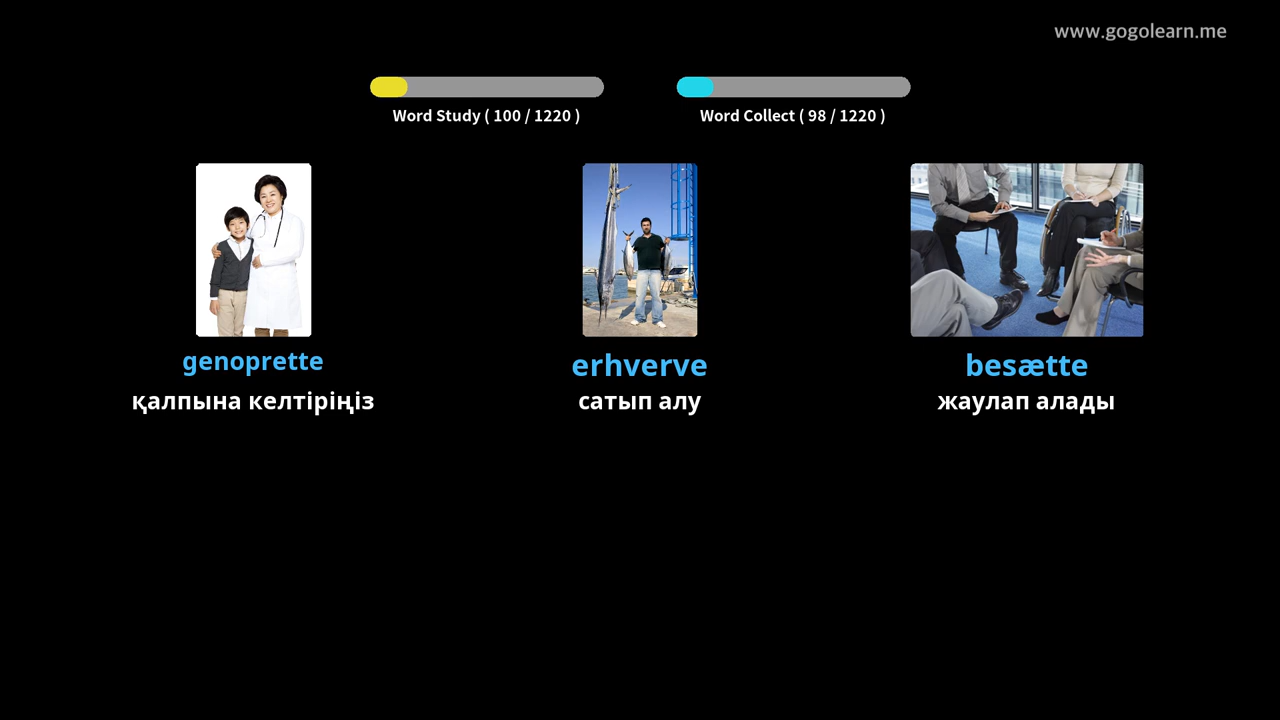 www.gogolearn.me
Word Study ( 100 / 1220 )
Word Collect ( 98 / 1220 )
genoprette
қалпына келтіріңіз
erhverve
сатып алу
besætte
жаулап алады